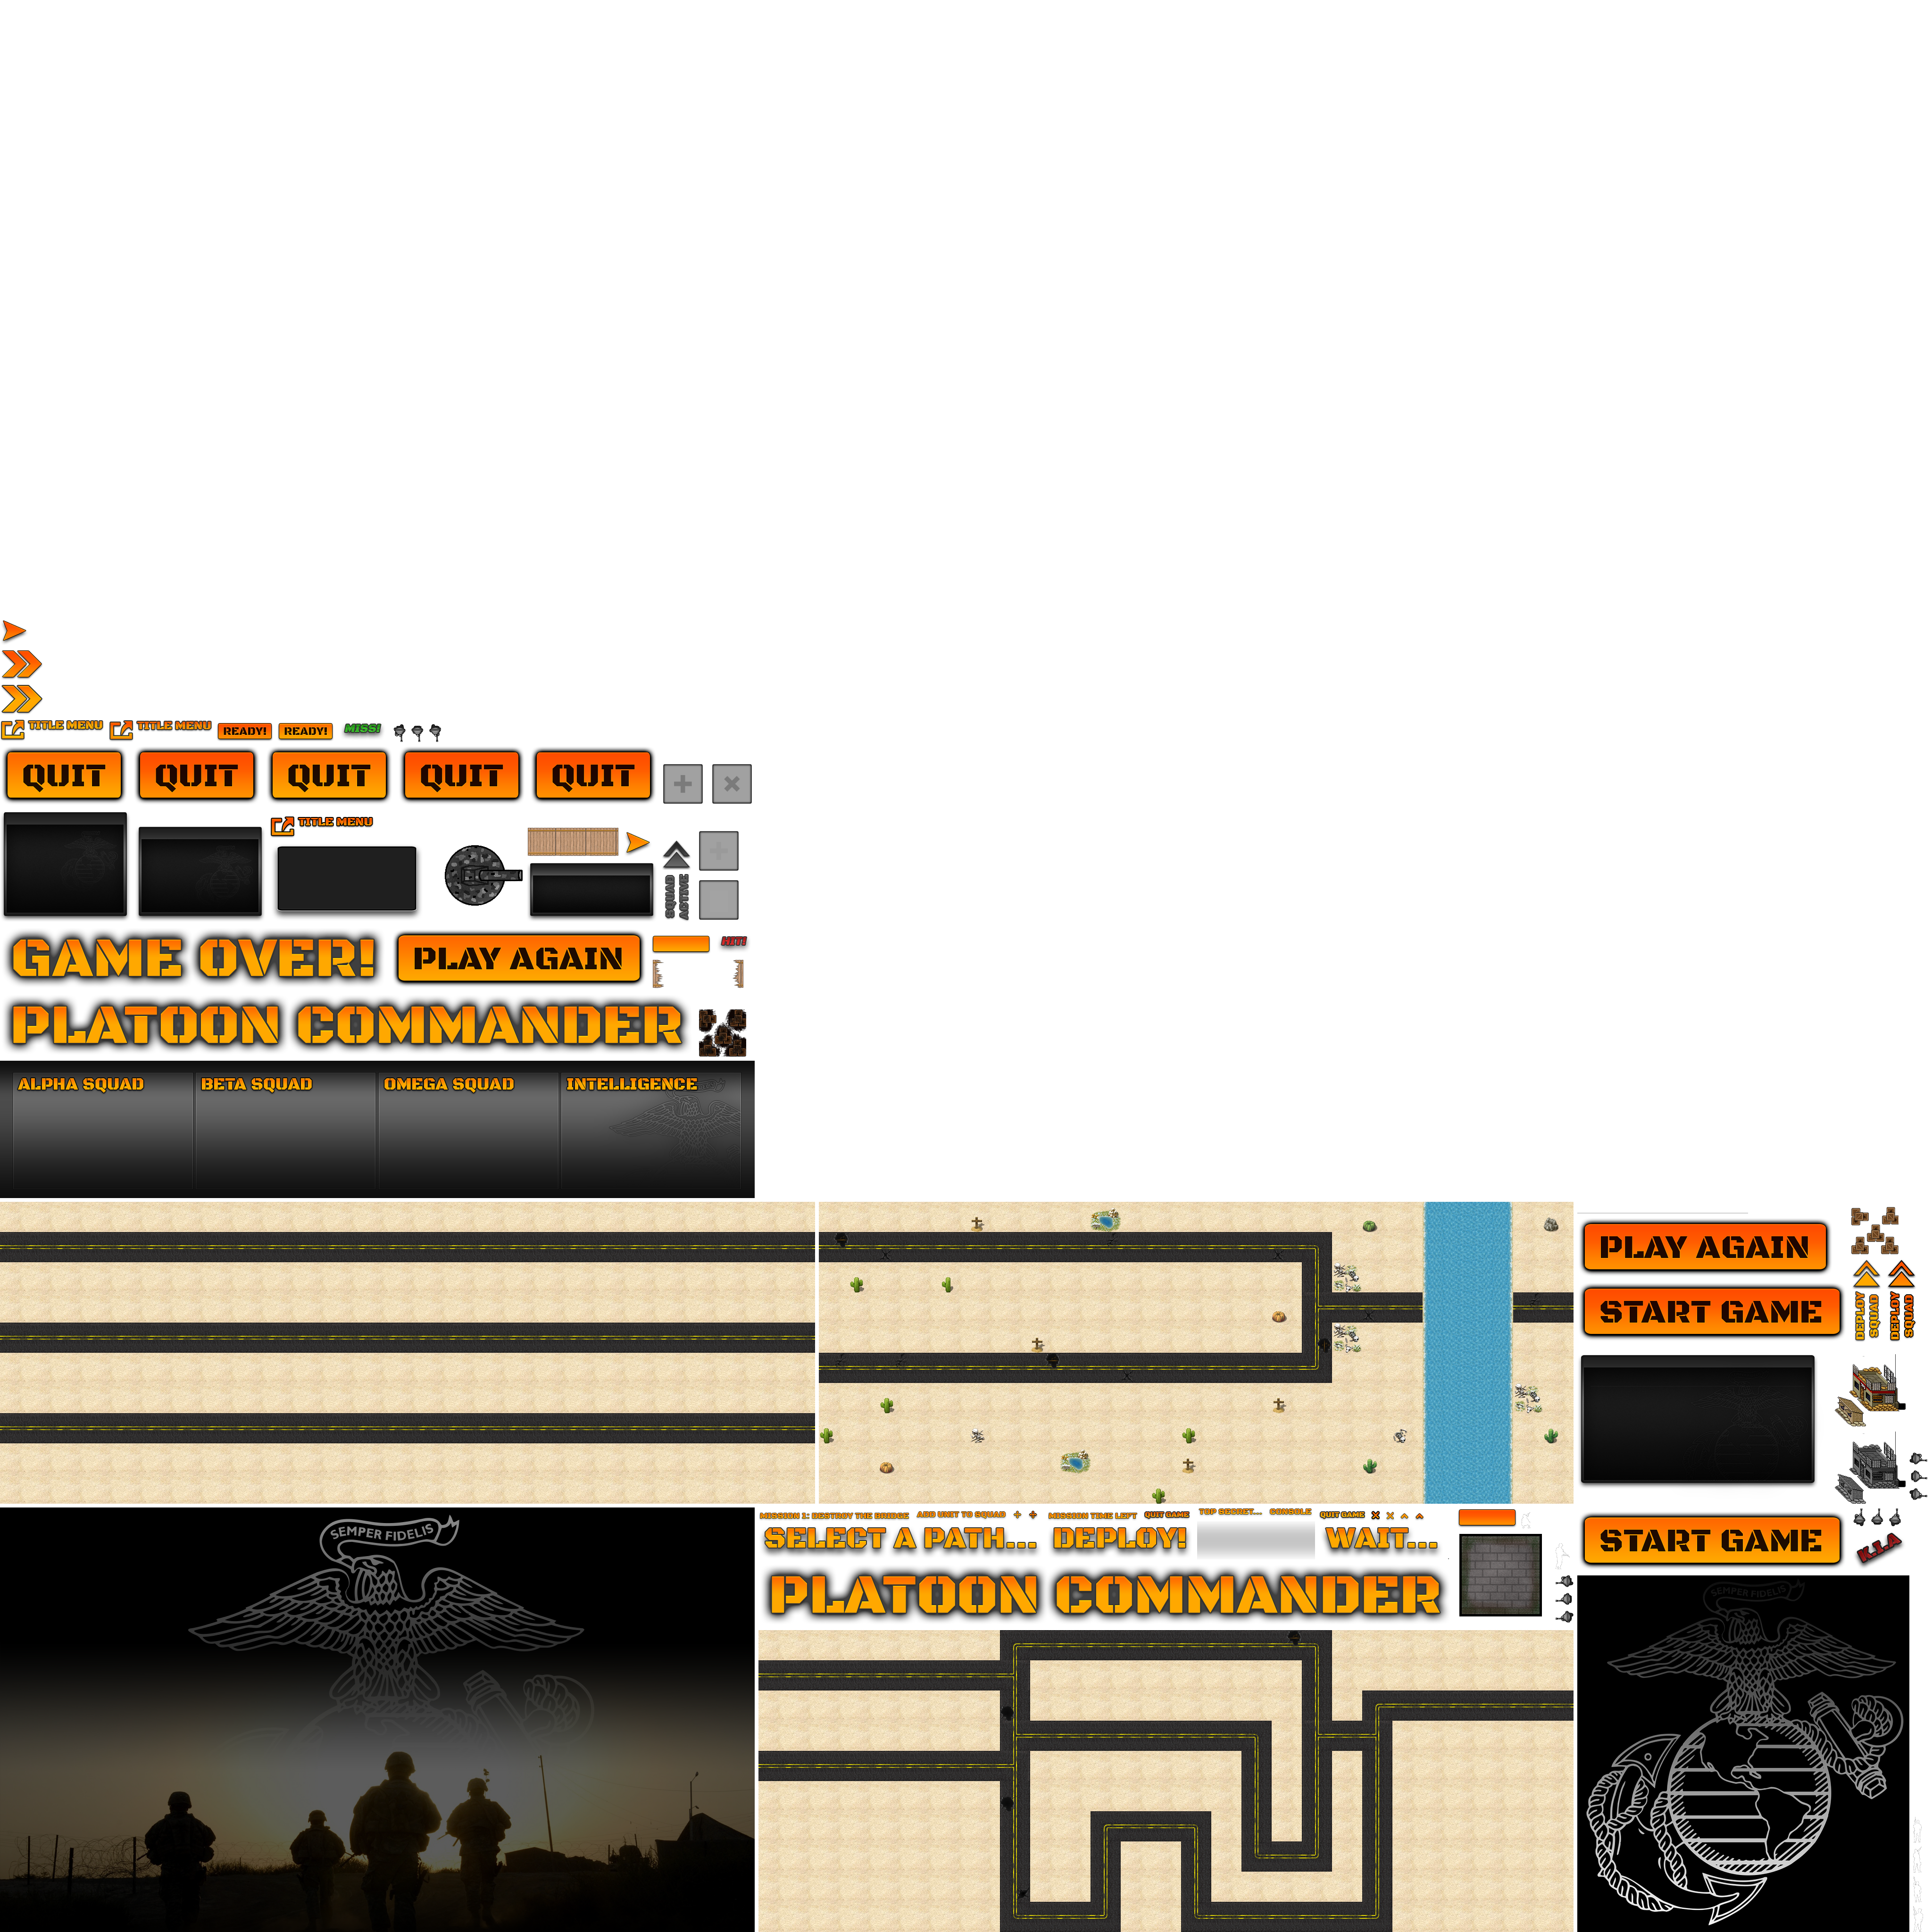 TITLE MENU
TITLE MENU
READY!
READY!
MISS!
QUIT
QUIT
QUIT
QUIT
QUIT
TITLE MENU
ACTIVE
SQUAD
GAME OVER!
PLAY AGAIN
HIT!
PLATOON COMMANDER
ALPHA SQUAD
BETA SQUAD
OMEGA SQUAD
INTELLIGENCE
PLAY AGAIN
START GAME
DEPLOY
SQUAD
DEPLOY
SQUAD
SEMPER FIDELIS
MISSION 1: DESTROY THE BRIDGE
ADD UNIT TO SQUAD
MISSION TIME LEFT
QUIT GAME
TOP SECRET...
CONSOLE
QUIT GAME
SELECT A PATH...
DEPLOY!
WAIT...
PLATOON COMMANDER
START GAME
K.I.A
SEMPER FIDELIS